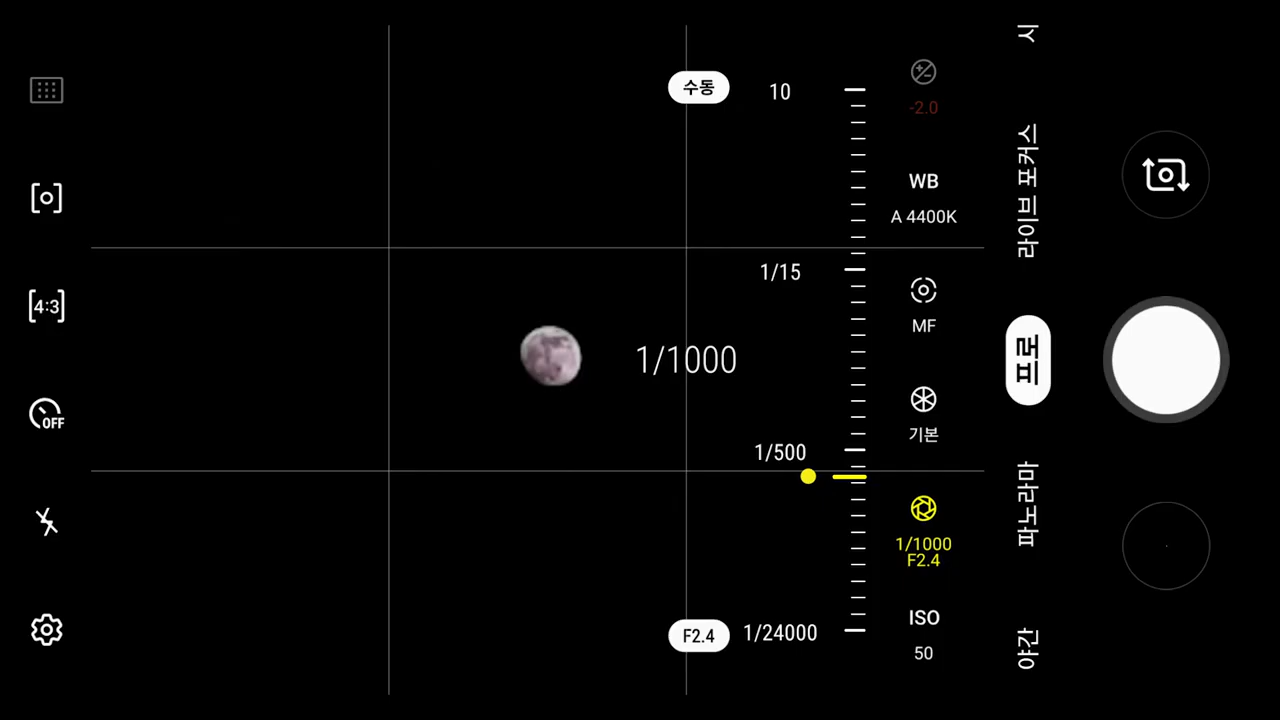 4:3
OFF
수동
10
1/15
1/1000
1/500
F2.4
1/24000
-2.0
WB
A 4400K
MF
기본
1/1000
F2.4
ISO
50
시
라이브 포커스
프로
파노라마
야간